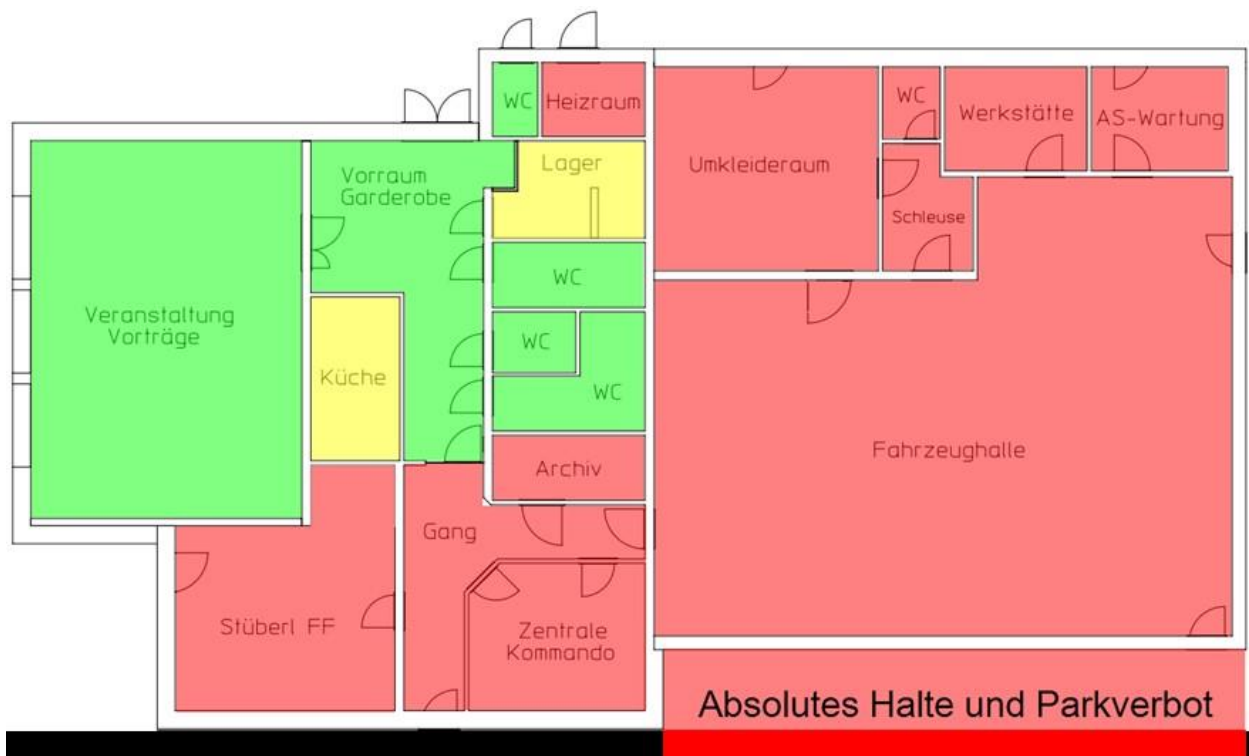 WC
Heizraum
WC
Werkstätte
AS-Wartung
Lager
Umkleideraum
Vorraum
Garderobe
Schleuse
WC
Veranstaltung
Vorträge
WC
Küche
WC
Fahrzeughalle
Archiv
Gang
Stüberl FF
Zentrale
Kommando
Absolutes Halte und Parkverbot